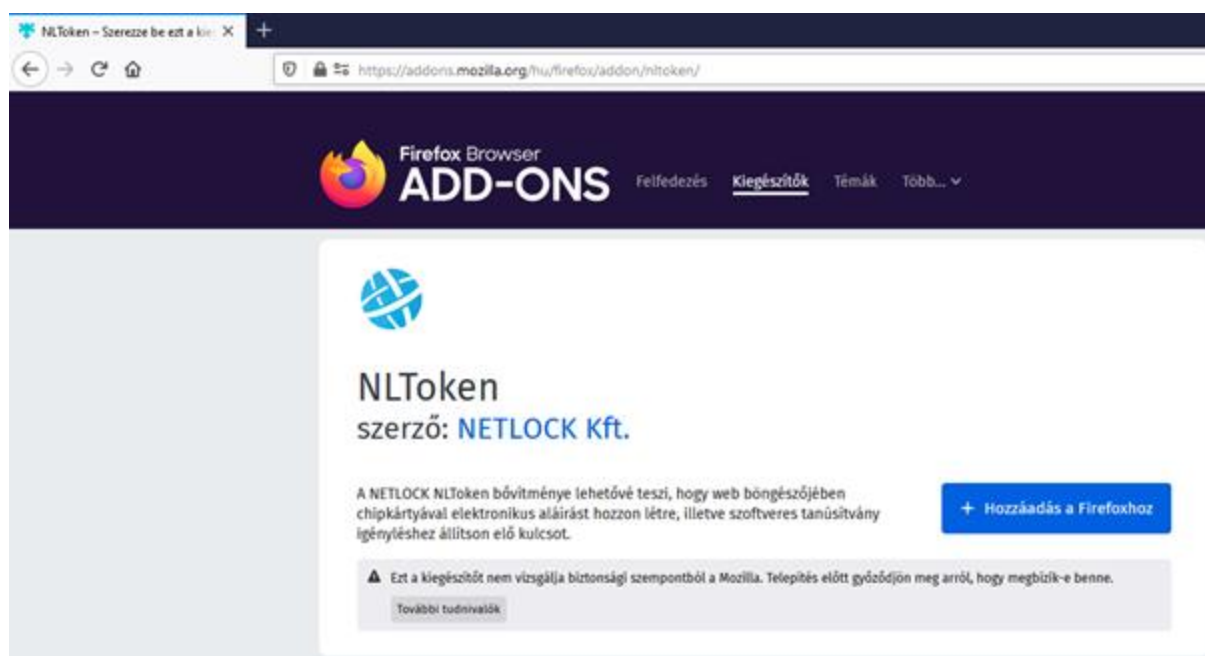 NLToken – Szerezze be ezt a kie
https://addons.mozilla.org/hu/firefox/addon/nltoken/
Firefox Browser
ADD-ONS
Felfedezés Kiegészítők Témák Több...
NLToken
szerző: NETLOCK Kft.
A NETLOCK NLToken bővítménye lehetővé teszi, hogy web böngészőjében
chipkártyával elektronikus aláírást hozzon létre, illetve szoftveres tanúsítvány
igényléshez állítson elő kulcsot.
+ Hozzáadás a Firefoxhoz
Ezt a kiegészítőt nem vizsgálja biztonsági szempontból a Mozilla. Telepítés előtt győződjön meg arról, hogy megbízik-e benne.
További tudnivalók